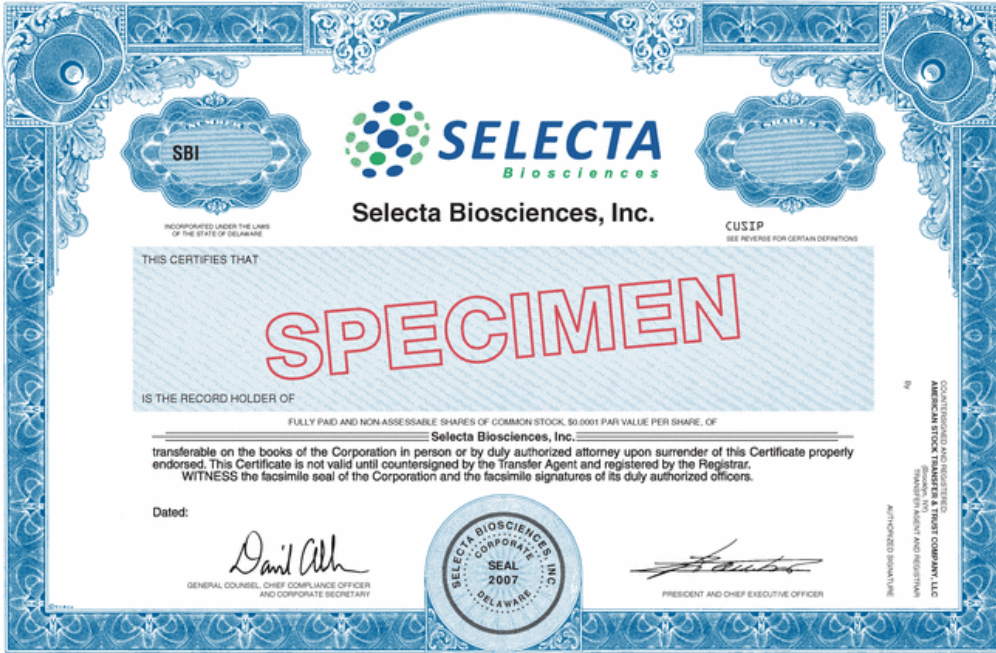 NUMBER
SBI
SHARES
SELECTA
Biosciences
Selecta Biosciences, Inc.
INCORPORATED UNDER THE LAWS
OF THE STATE OF DELAWARE
CUSIP
SEE REVERSE FOR CERTAIN DEFINITIONS
THIS CERTIFIES THAT
SPECIMEN
IS THE RECORD HOLDER OF
FULLY PAID AND NON-ASSESSABLE SHARES OF COMMON STOCK, $0.0001 PAR VALUE PER SHARE, OF
Selecta Biosciences, Inc.
transferable on the books of the Corporation in person or by duly authorized attorney upon surrender of this Certificate properly
endorsed. This Certificate is not valid until countersigned by the Transfer Agent and registered by the Registrar.
WITNESS the facsimile seal of the Corporation and the facsimile signatures of its duly authorized officers.
Dated:
GENERAL COUNSEL, CHIEF COMPLIANCE OFFICER
AND CORPORATE SECRETARY
SELECTA BIOSCIENCES, INC
CORPORATE
SEAL
2007
DELAWARE
PRESIDENT AND CHIEF EXECUTIVE OFFICER
COUNTERSIGNED AND REGISTERED:
AMERICAN STOCK TRANSFER & TRUST COMPANY, LLC
(Brooklyn, NY)
TRANSFER AGENT AND REGISTRAR
By
AUTHORIZED SIGNATURE